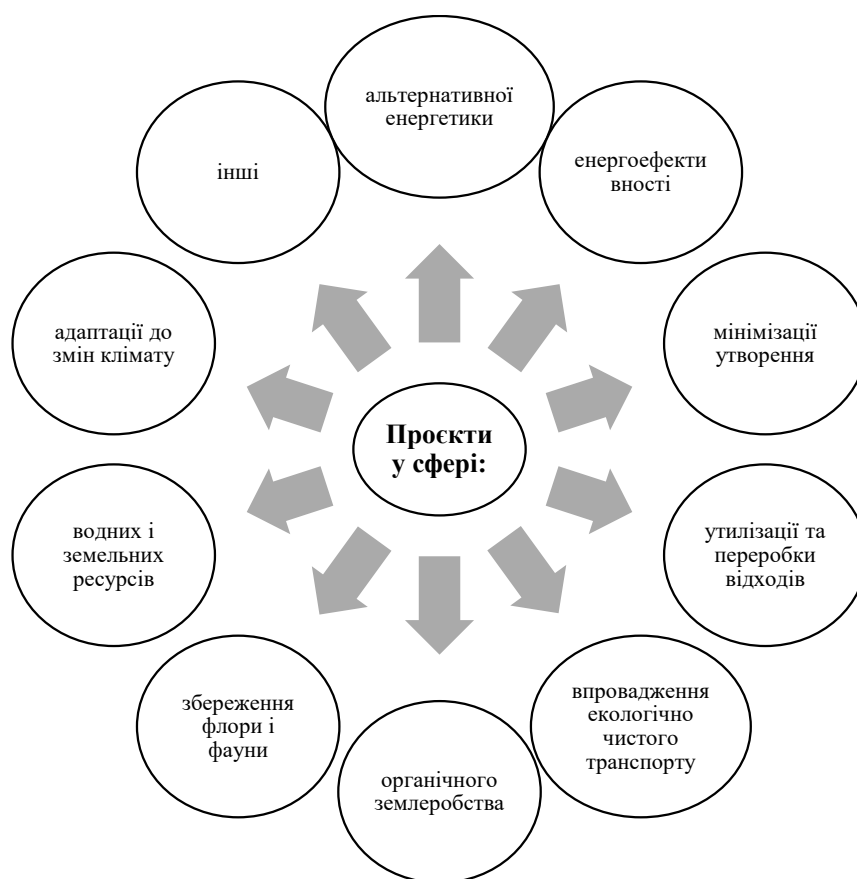 альтернативної
енергетики
енергоефекти
вності
мінімізації
утворення
утилізації та
переробки
відходів
впровадження
екологічно
чистого
транспорту
органічного
землеробства
збереження
флори і
фауни
водних і
земельних
ресурсів
адаптації до
змін клімату
інші
Проєкти
у сфері: